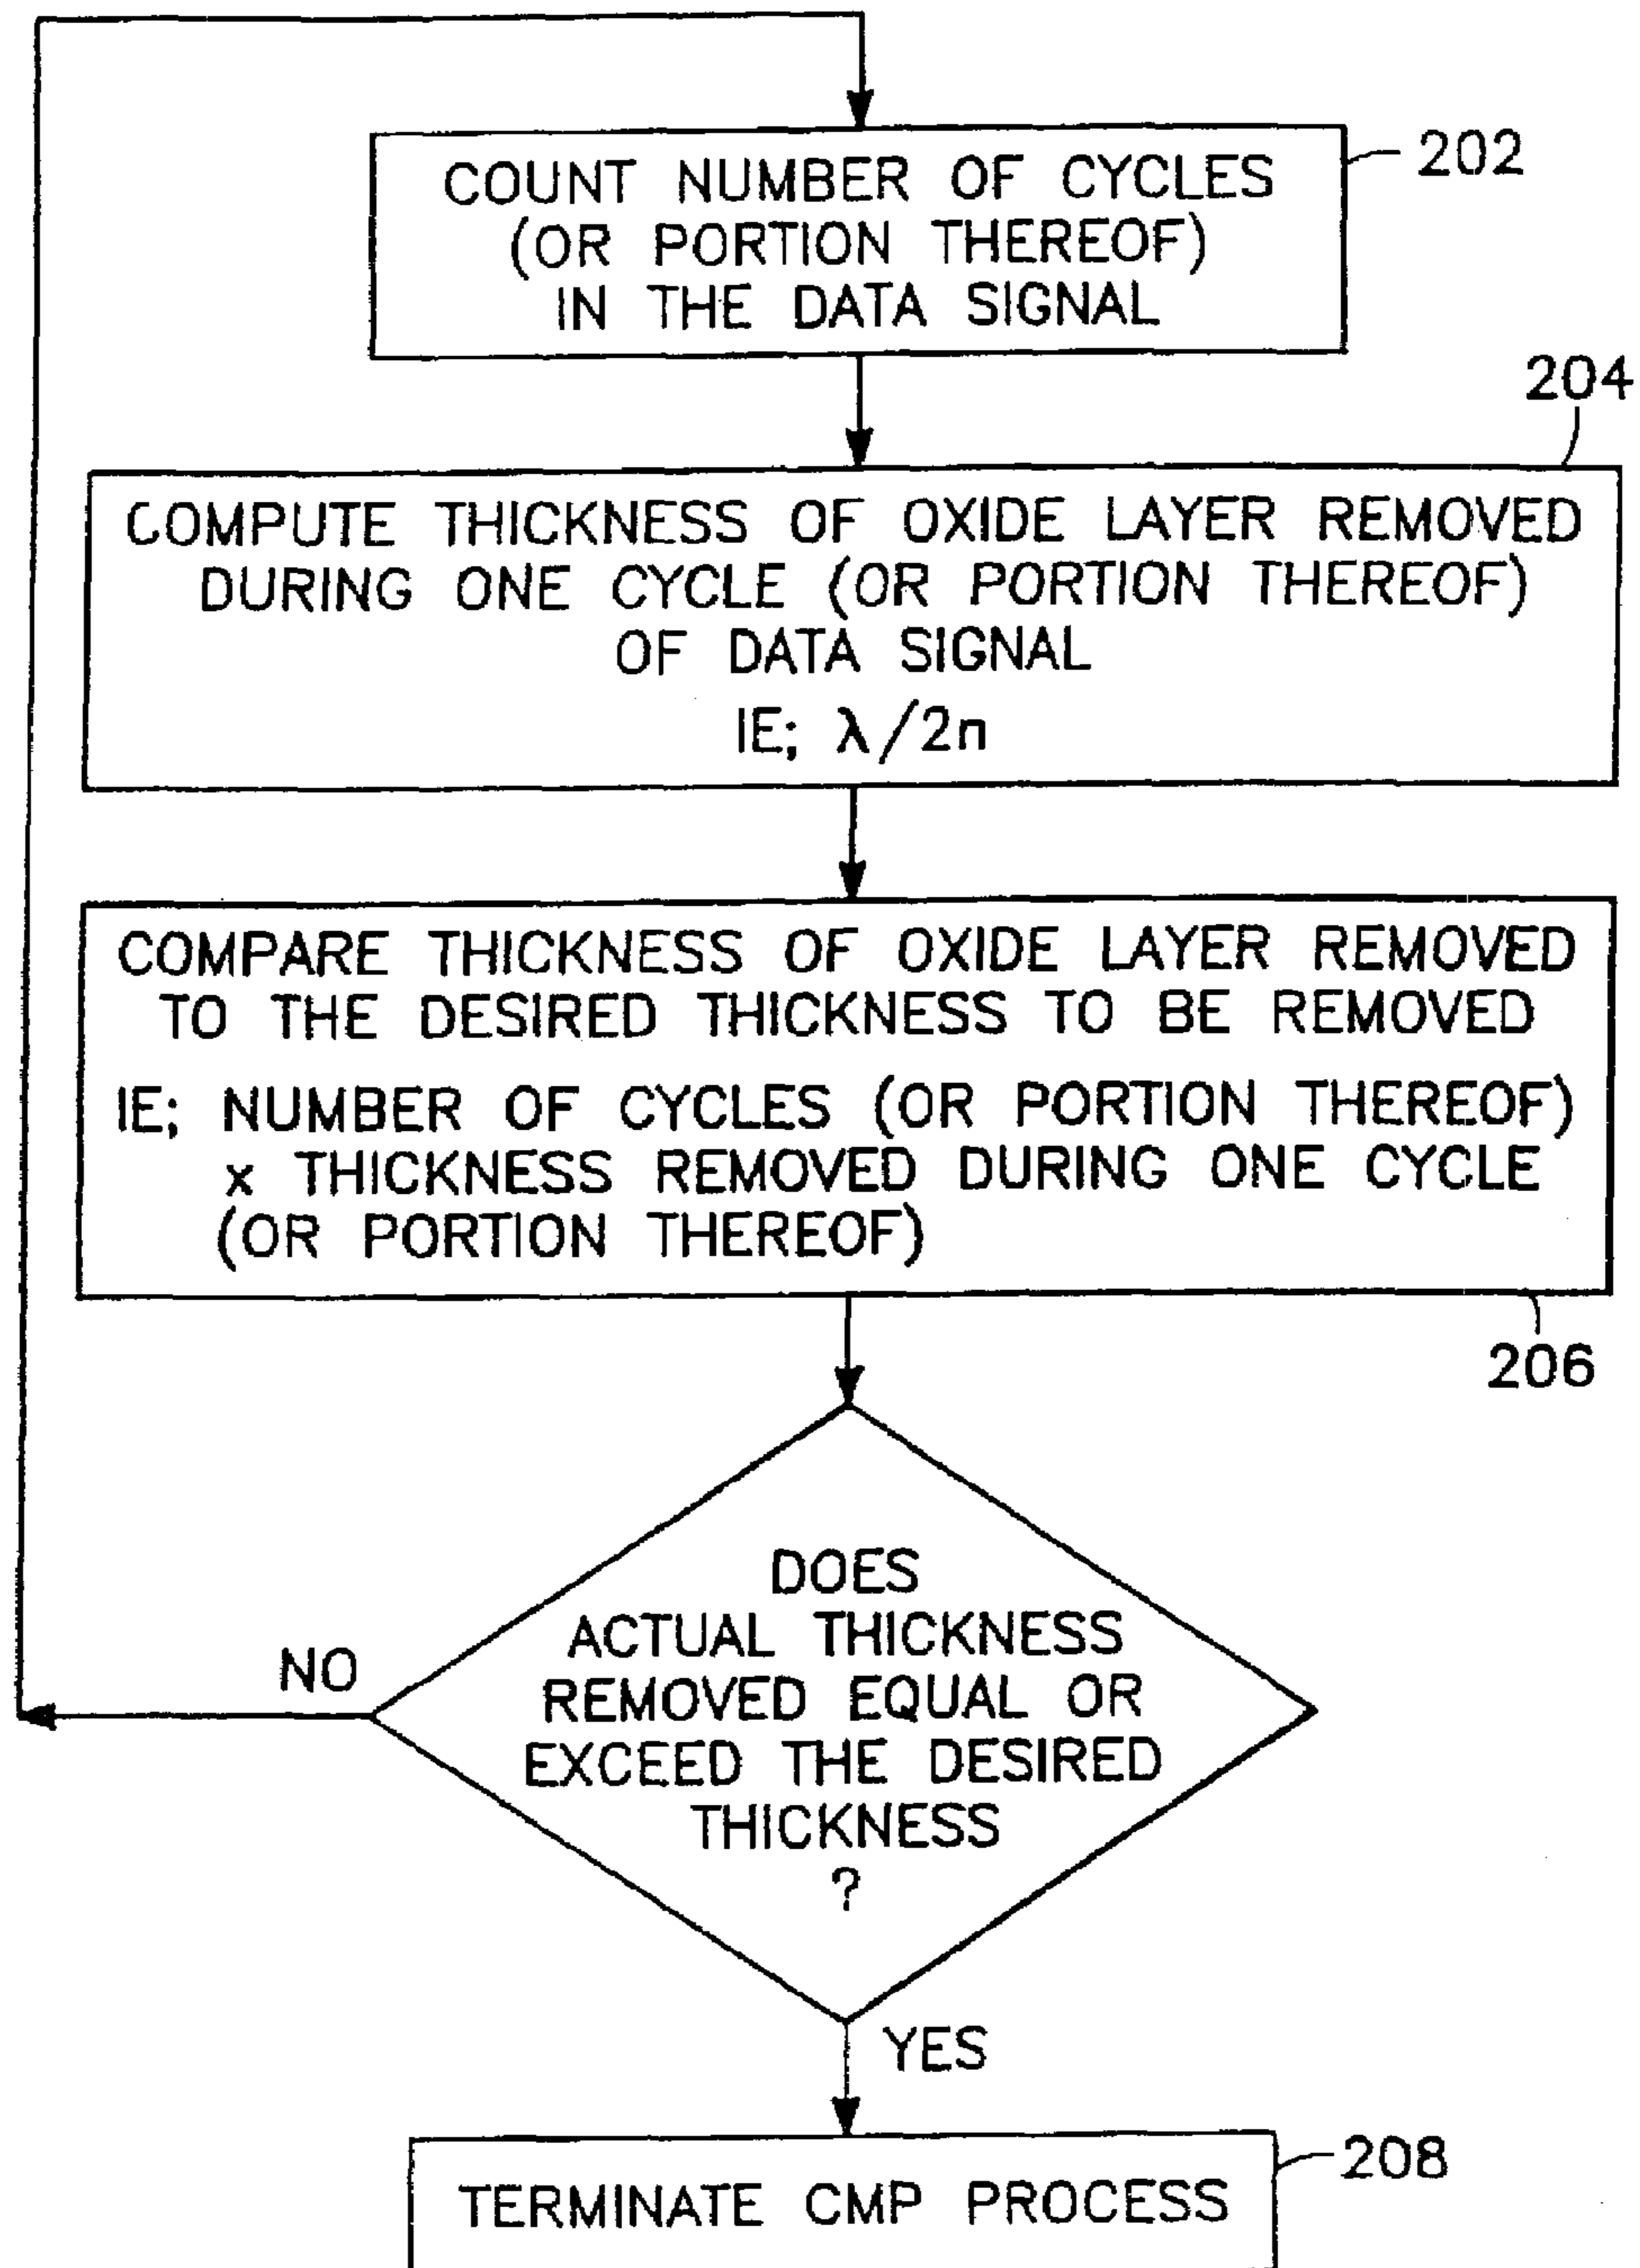 COUNT NUMBER OF CYCLES
(OR PORTION THEREOF)
IN THE DATA SIGNAL
202
204
COMPUTE THICKNESS OF OXIDE LAYER REMOVED
DURING ONE CYCLE (OR PORTION THEREOF)
OF DATA SIGNAL
IE; λ/2n
COMPARE THICKNESS OF OXIDE LAYER REMOVED
TO THE DESIRED THICKNESS TO BE REMOVED
IE; NUMBER OF CYCLES (OR PORTION THEREOF)
x THICKNESS REMOVED DURING ONE CYCLE
(OR PORTION THEREOF)
206
DOES
ACTUAL THICKNESS
REMOVED EQUAL OR
EXCEED THE DESIRED
THICKNESS
?
NO
YES
208
TERMINATE CMP PROCESS